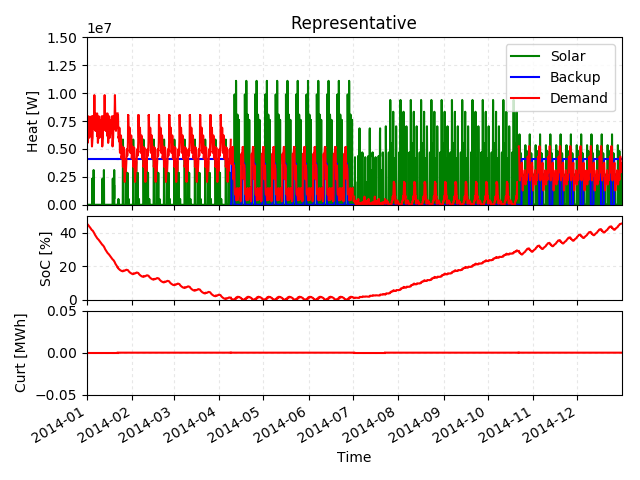 Representative
1e7
1.50
1.25
1.00
0.75
0.50
0.25
0.00
Heat [W]
Solar
Backup
Demand
40
20
0
SoC [%]
0.05
0.00
−0.05
Curt [MWh]
2014-01
2014-02
2014-03
2014-04
2014-05
2014-06
2014-07
2014-08
2014-09
2014-10
2014-11
2014-12
Time